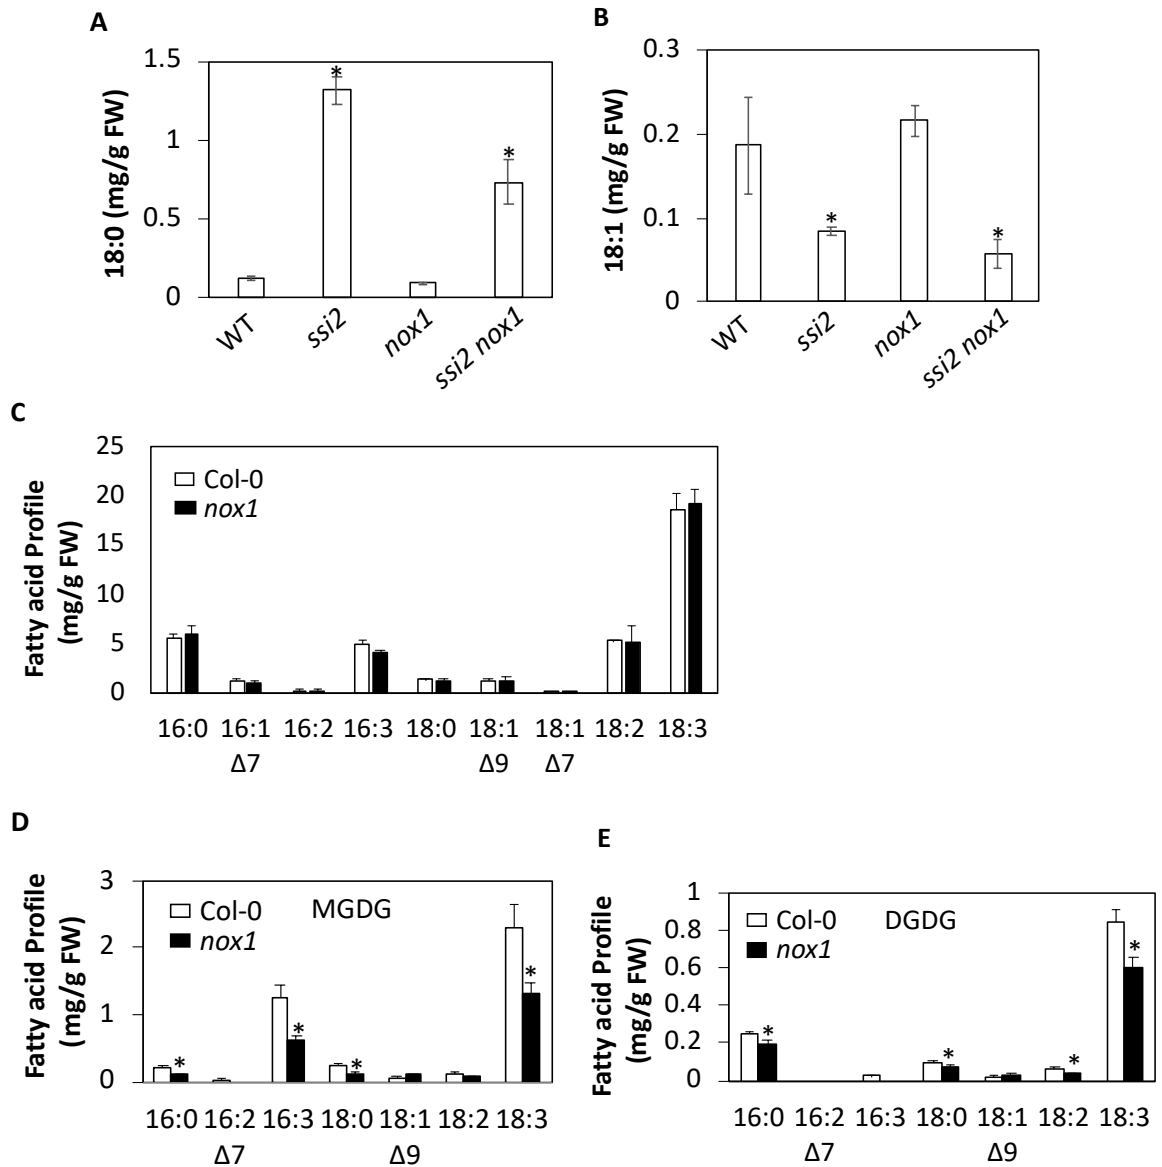 A
18:0 (mg/g FW)
1.5
1
0.5
0
*
*
WT
ssi2
nox1
ssi2 nox1
B
18:1 (mg/g FW)
0.3
0.2
0.1
0
*
*
WT
ssi2
nox1
ssi2 nox1
C
Fatty acid Profile
(mg/g FW)
25
20
15
10
5
0
Col-0
nox1
16:0 16:1 16:2 16:3 18:0 18:1 18:1 18:2 18:3
Δ7 Δ9 Δ7
D
Fatty acid Profile
(mg/g FW)
3
2
1
0
Col-0 MGDG
nox1
* * * *
16:0 16:2 16:3 18:0 18:1 18:2 18:3
Δ7 Δ9
E
Fatty acid Profile
(mg/g FW)
1
0.8
0.6
0.4
0.2
0
Col-0 DGDG
nox1
* * * *
16:0 16:2 16:3 18:0 18:1 18:2 18:3
Δ7 Δ9